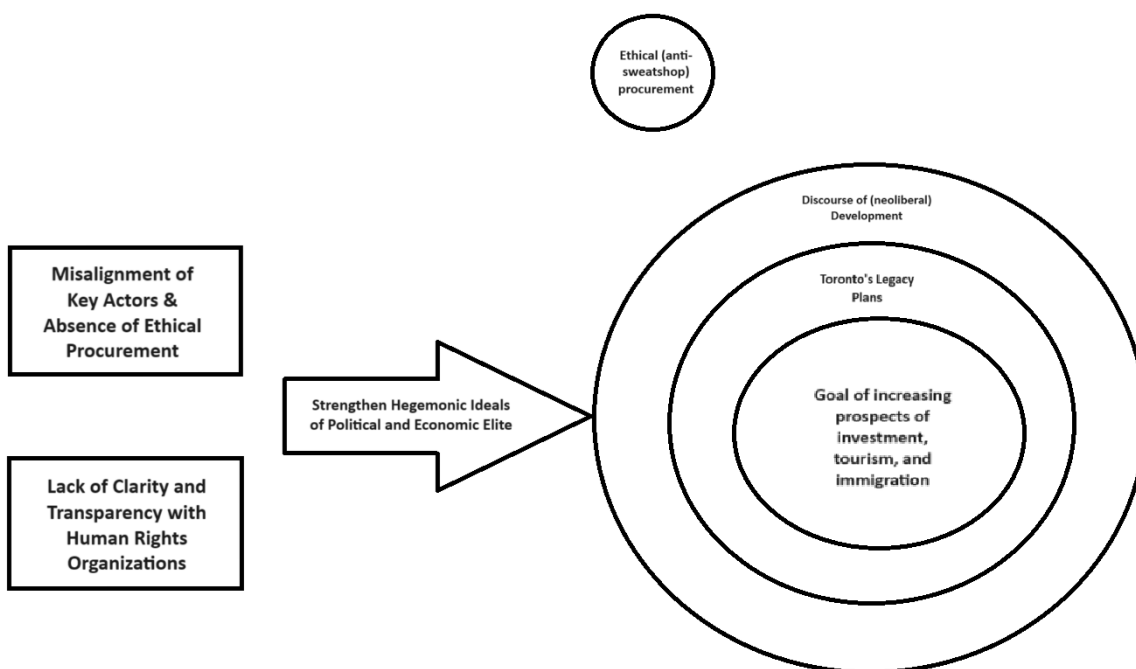 Ethical (anti-
sweatshop)
procurement
Discourse of (neoliberal)
Development
Toronto's Legacy
Plans
Goal of increasing
prospects of
investment,
tourism, and
immigration
Misalignment of
Key Actors &
Absence of Ethical
Procurement
Strengthen Hegemonic Ideals
of Political and Economic Elite
Lack of Clarity and
Transparency with
Human Rights
Organizations